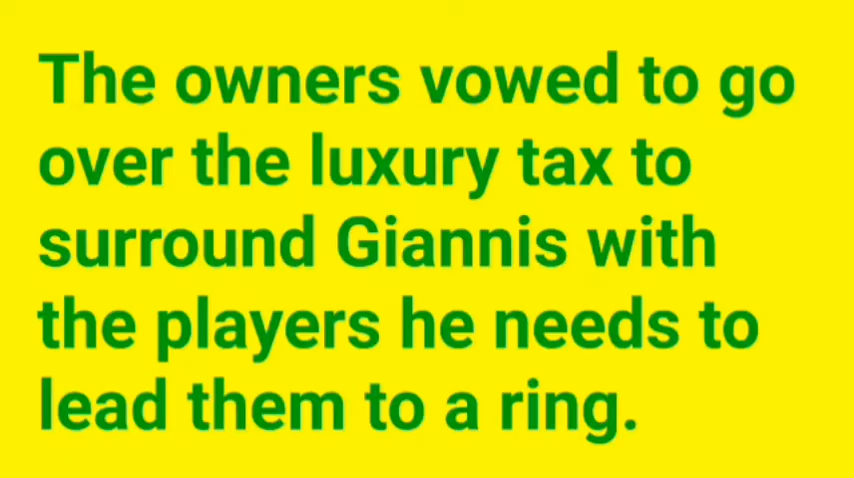 The owners vowed to go
over the luxury tax to
surround Giannis with
the players he needs to
lead them to a ring.